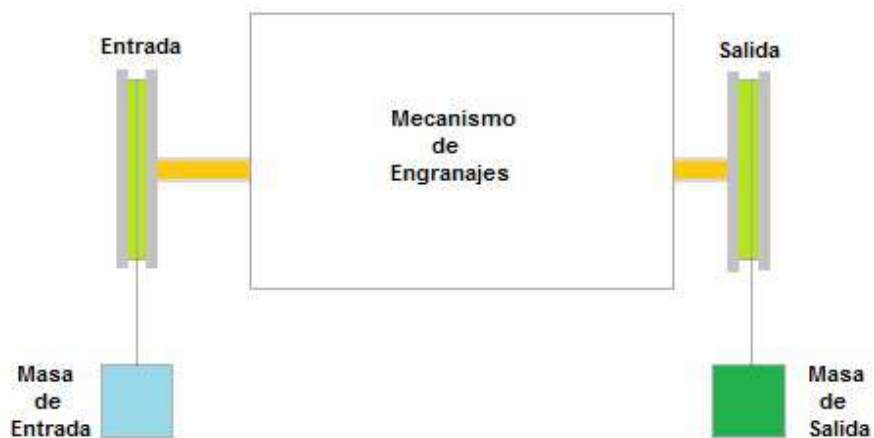 Entrada
Salida
Mecanismo
de
Engranajes
Masa
de
Entrada
Masa
de
Salida